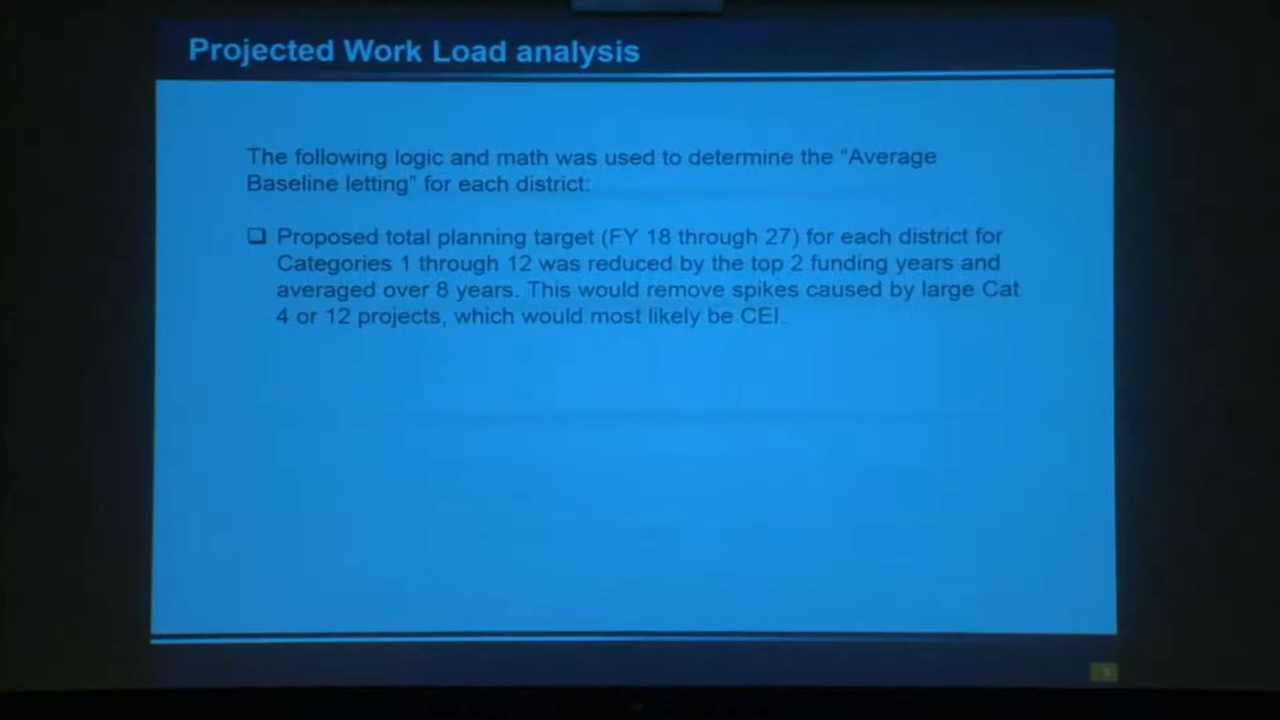 Projected Work Load analysis
The following logic and math was used to determine the “Average
Baseline letting” for each district:
❑ Proposed total planning target (FY 18 through 27) for each district for
Categories 1 through 12 was reduced by the top 2 funding years and
averaged over 8 years. This would remove spikes caused by large Cat
4 or 12 projects, which would most likely be CEI.